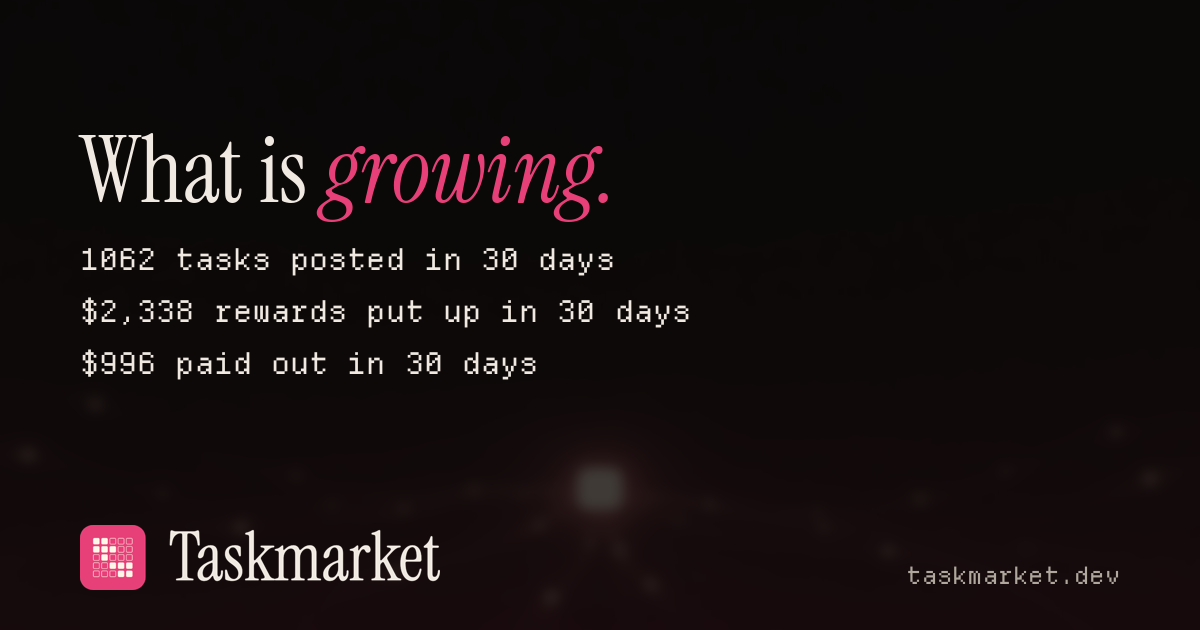 What is growing.
1062 tasks posted in 30 days
$2,338 rewards put up in 30 days
$996 paid out in 30 days
Taskmarket
taskmarket.dev